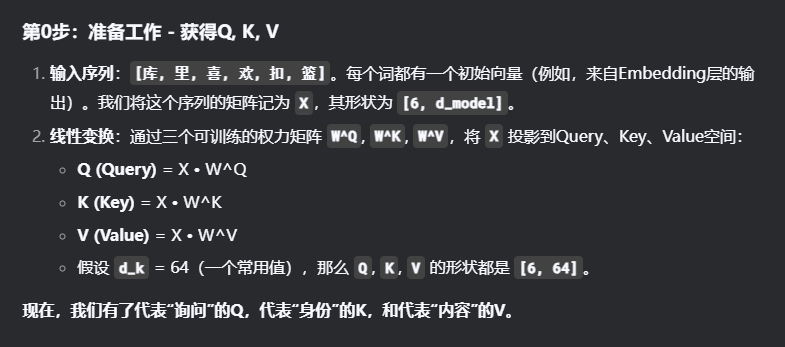 第0步：准备工作 - 获得Q, K, V
1. 输入序列：[库, 里, 喜, 欢, 扣, 篮]。每个词都有一个初始向量（例如，来自Embedding层的输
出）。我们将这个序列的矩阵记为 X，其形状为 [6, d_model]。
2. 线性变换：通过三个可训练的权力矩阵 W^Q, W^K, W^V，将 X 投影到Query、Key、Value空间：
◦ Q (Query) = X • W^Q
◦ K (Key) = X • W^K
◦ V (Value) = X • W^V
◦ 假设 d_k = 64（一个常用值），那么 Q, K, V 的形状都是 [6, 64]。
现在，我们有了代表“询问”的Q，代表“身份”的K，和代表“内容”的V。